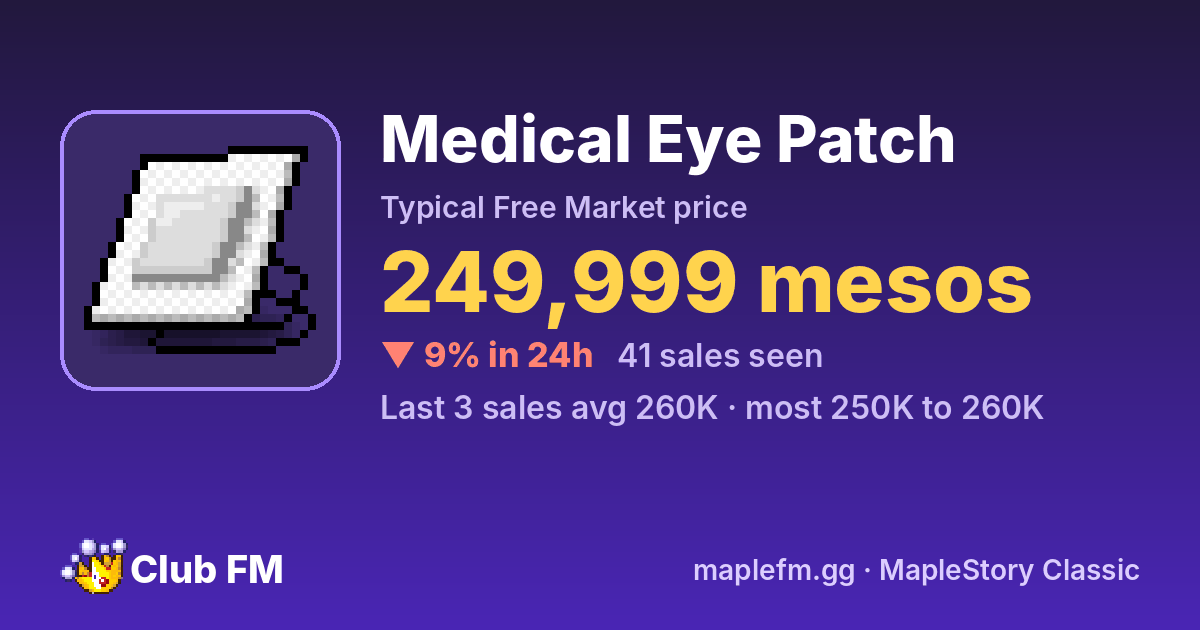 Medical Eye Patch
Typical Free Market price
249,999 mesos
▼ 9% in 24h 41 sales seen
Last 3 sales avg 260K · most 250K to 260K
Club FM
maplefm.gg · MapleStory Classic